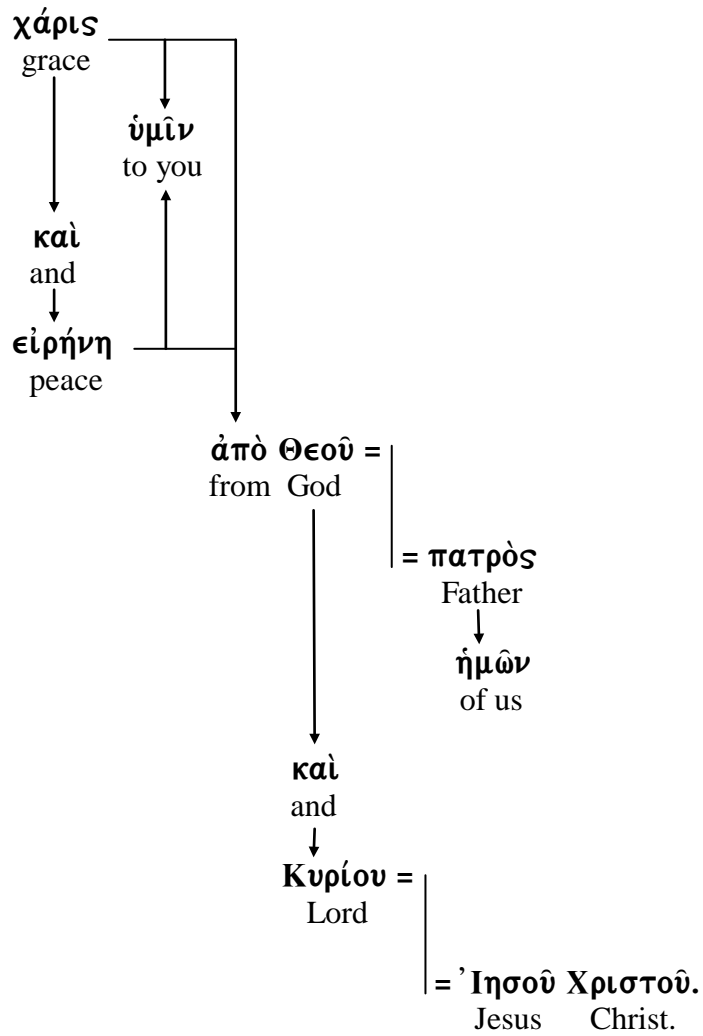 χάρις
grace
ὑμῖν
to you
καὶ
and
εἰρήνη
peace
ἀπὸ Θεοῦ =
from God
= πατρὸς
Father
ἡμῶν
of us
καὶ
and
Κυρίου =
Lord
= Ἰησοῦ Χριστοῦ.
Jesus Christ.